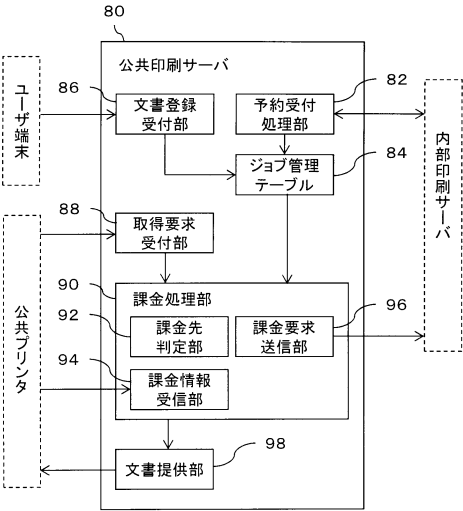 80
公共印刷サーバ
86
文書登録
受付部
82
予約受付
処理部
84
ジョブ管理
テーブル
ユーザ端末
内部印刷サーバ
88
取得要求
受付部
90
課金処理部
92
課金先
判定部
96
課金要求
送信部
94
課金情報
受信部
公共プリンタ
98
文書提供部